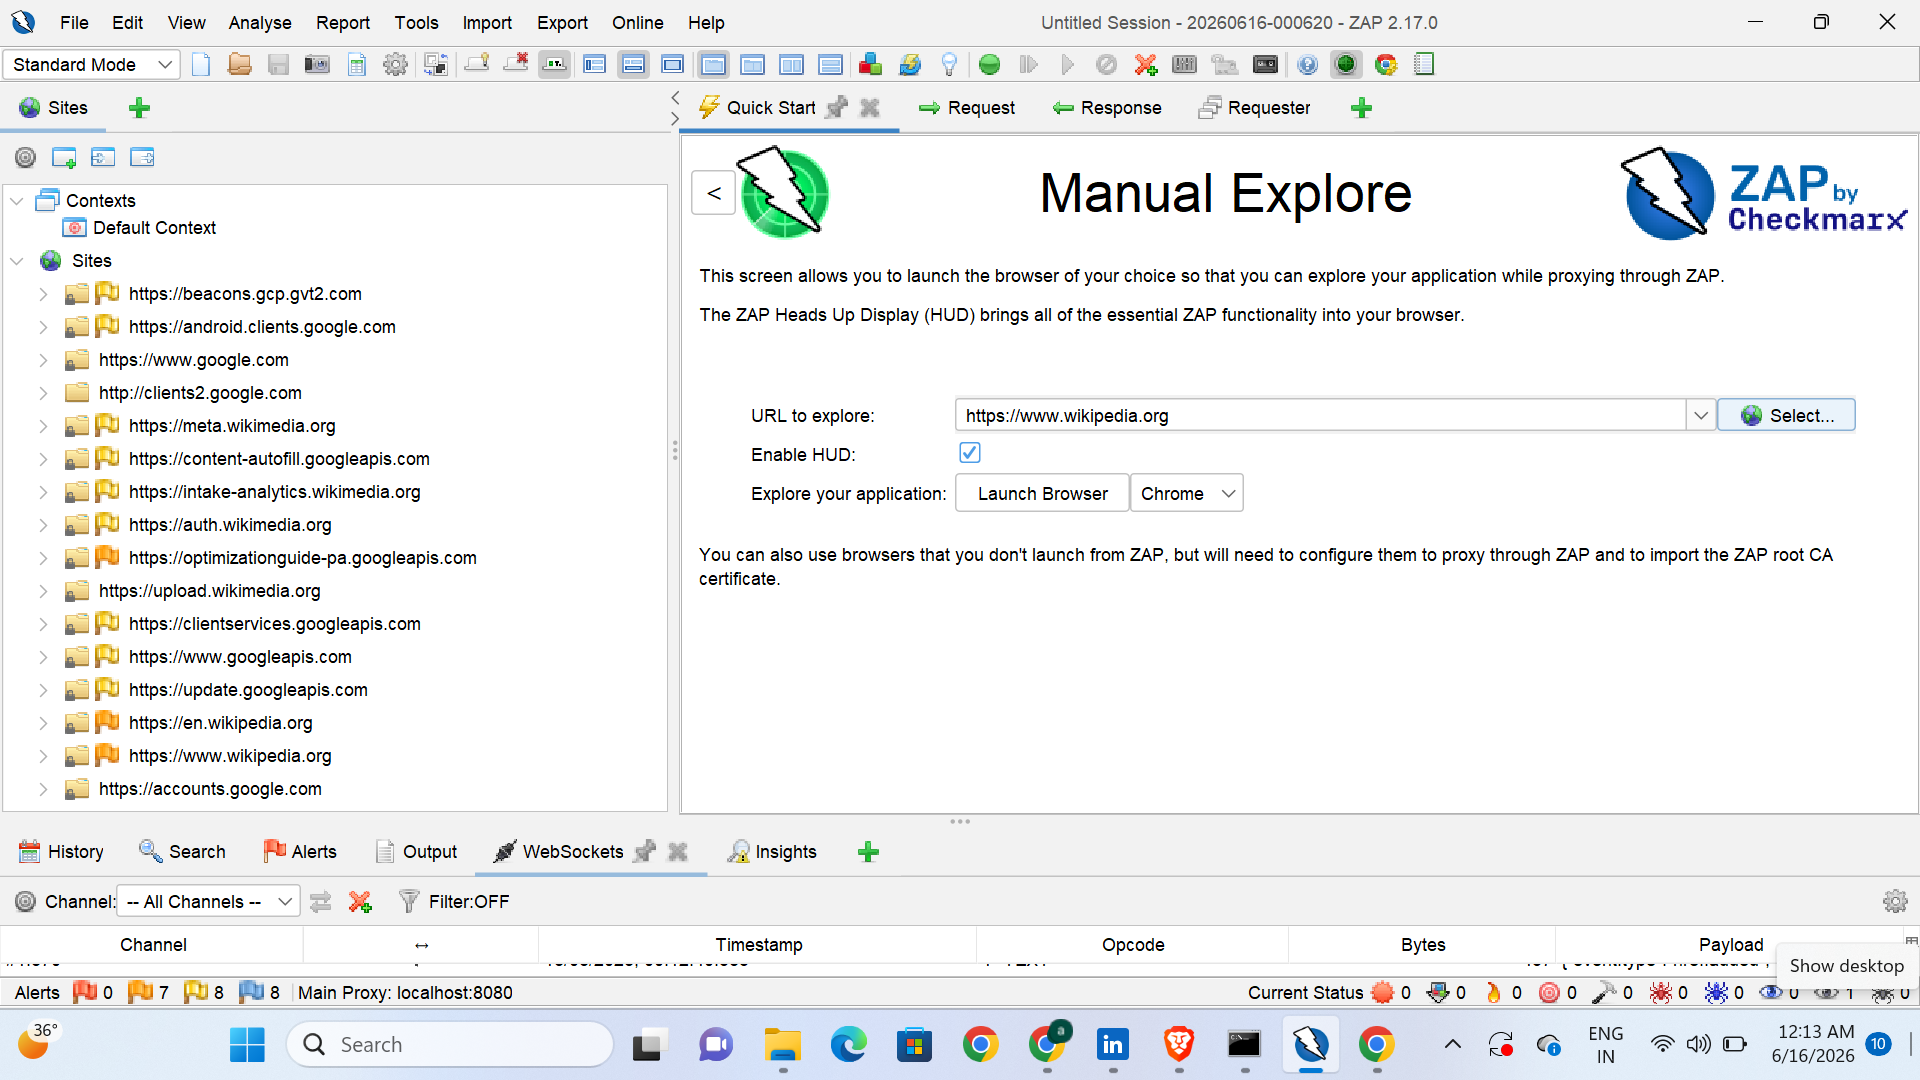 File Edit View Analyse Report Tools Import Export Online Help
Untitled Session - 20260616-000620 - ZAP 2.17.0
Standard Mode
Sites
Quick Start
Request
Response
Requester
<
Manual Explore
ZAP by
Checkmarx
This screen allows you to launch the browser of your choice so that you can explore your application while proxying through ZAP.
The ZAP Heads Up Display (HUD) brings all of the essential ZAP functionality into your browser.
URL to explore: https://www.wikipedia.org Select...
Enable HUD:
Explore your application: Launch Browser Chrome
You can also use browsers that you don't launch from ZAP, but will need to configure them to proxy through ZAP and to import the ZAP root CA
certificate.
Contexts
Default Context
Sites
https://beacons.gcp.gvt2.com
https://android.clients.google.com
https://www.google.com
http://clients2.google.com
https://meta.wikimedia.org
https://content-autofill.googleapis.com
https://intake-analytics.wikimedia.org
https://auth.wikimedia.org
https://optimizationguide-pa.googleapis.com
https://upload.wikimedia.org
https://clientservices.googleapis.com
https://www.googleapis.com
https://update.googleapis.com
https://en.wikipedia.org
https://www.wikipedia.org
https://accounts.google.com
History Search Alerts Output WebSockets Insights
Channel: -- All Channels -- Filter:OFF
Channel ↔ Timestamp Opcode Bytes Payload
Show desktop
Alerts 0 7 8 8 Main Proxy: localhost:8080
Current Status 0 0 0 0 0 0 0 0 1 0
36°
Search
a
in
ENG
IN
12:13 AM
6/16/2026
10